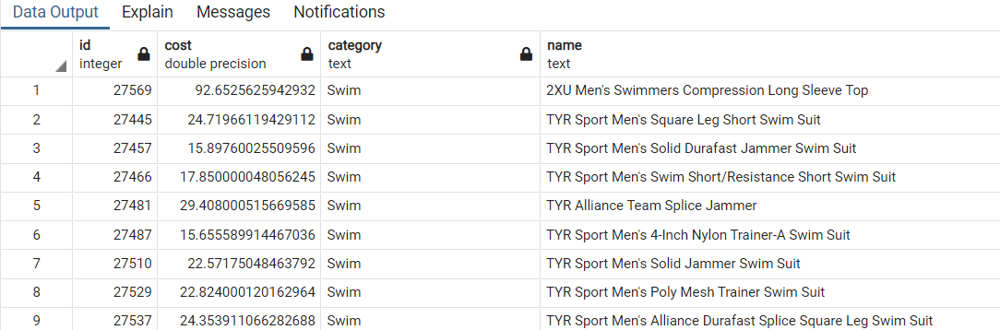 Data Output Explain Messages Notifications
id cost category name
integer double precision text text
1 27569 92.6525625942932 Swim 2XU Men's Swimmers Compression Long Sleeve Top
2 27445 24.71966119429112 Swim TYR Sport Men's Square Leg Short Swim Suit
3 27457 15.89760025509596 Swim TYR Sport Men's Solid Durafast Jammer Swim Suit
4 27466 17.850000048056245 Swim TYR Sport Men's Swim Short/Resistance Short Swim Suit
5 27481 29.408000515669585 Swim TYR Alliance Team Splice Jammer
6 27487 15.655589914467036 Swim TYR Sport Men's 4-Inch Nylon Trainer-A Swim Suit
7 27510 22.57175048463792 Swim TYR Sport Men's Solid Jammer Swim Suit
8 27529 22.824000120162964 Swim TYR Sport Men's Poly Mesh Trainer Swim Suit
9 27537 24.353911066282688 Swim TYR Sport Men's Alliance Durafast Splice Square Leg Swim Suit